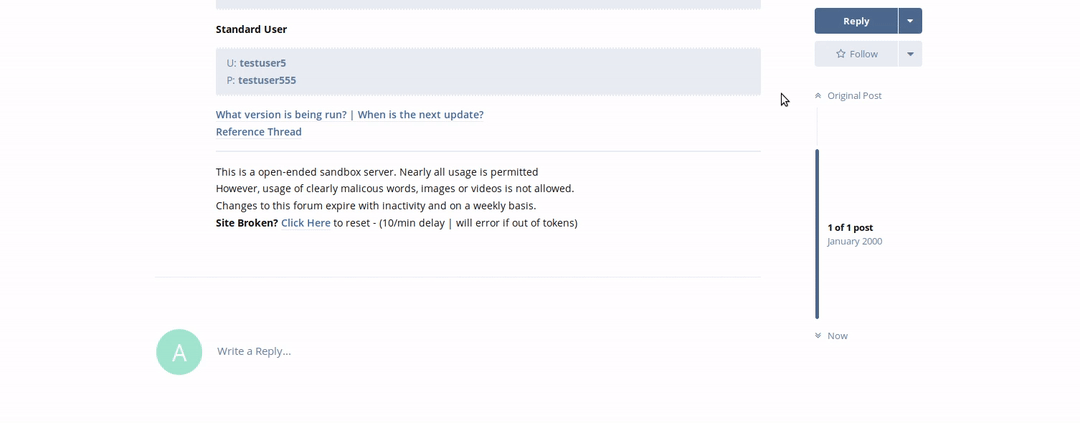 Standard User
U: testuser5
P: testuser555
What version is being run? | When is the next update?
Reference Thread
This is a open-ended sandbox server. Nearly all usage is permitted
However, usage of clearly malicous words, images or videos is not allowed.
Changes to this forum expire with inactivity and on a weekly basis.
Site Broken? Click Here to reset - (10/min delay | will error if out of tokens)
A
Write a Reply...
Reply
Follow
Original Post
1 of 1 post
January 2000
Now